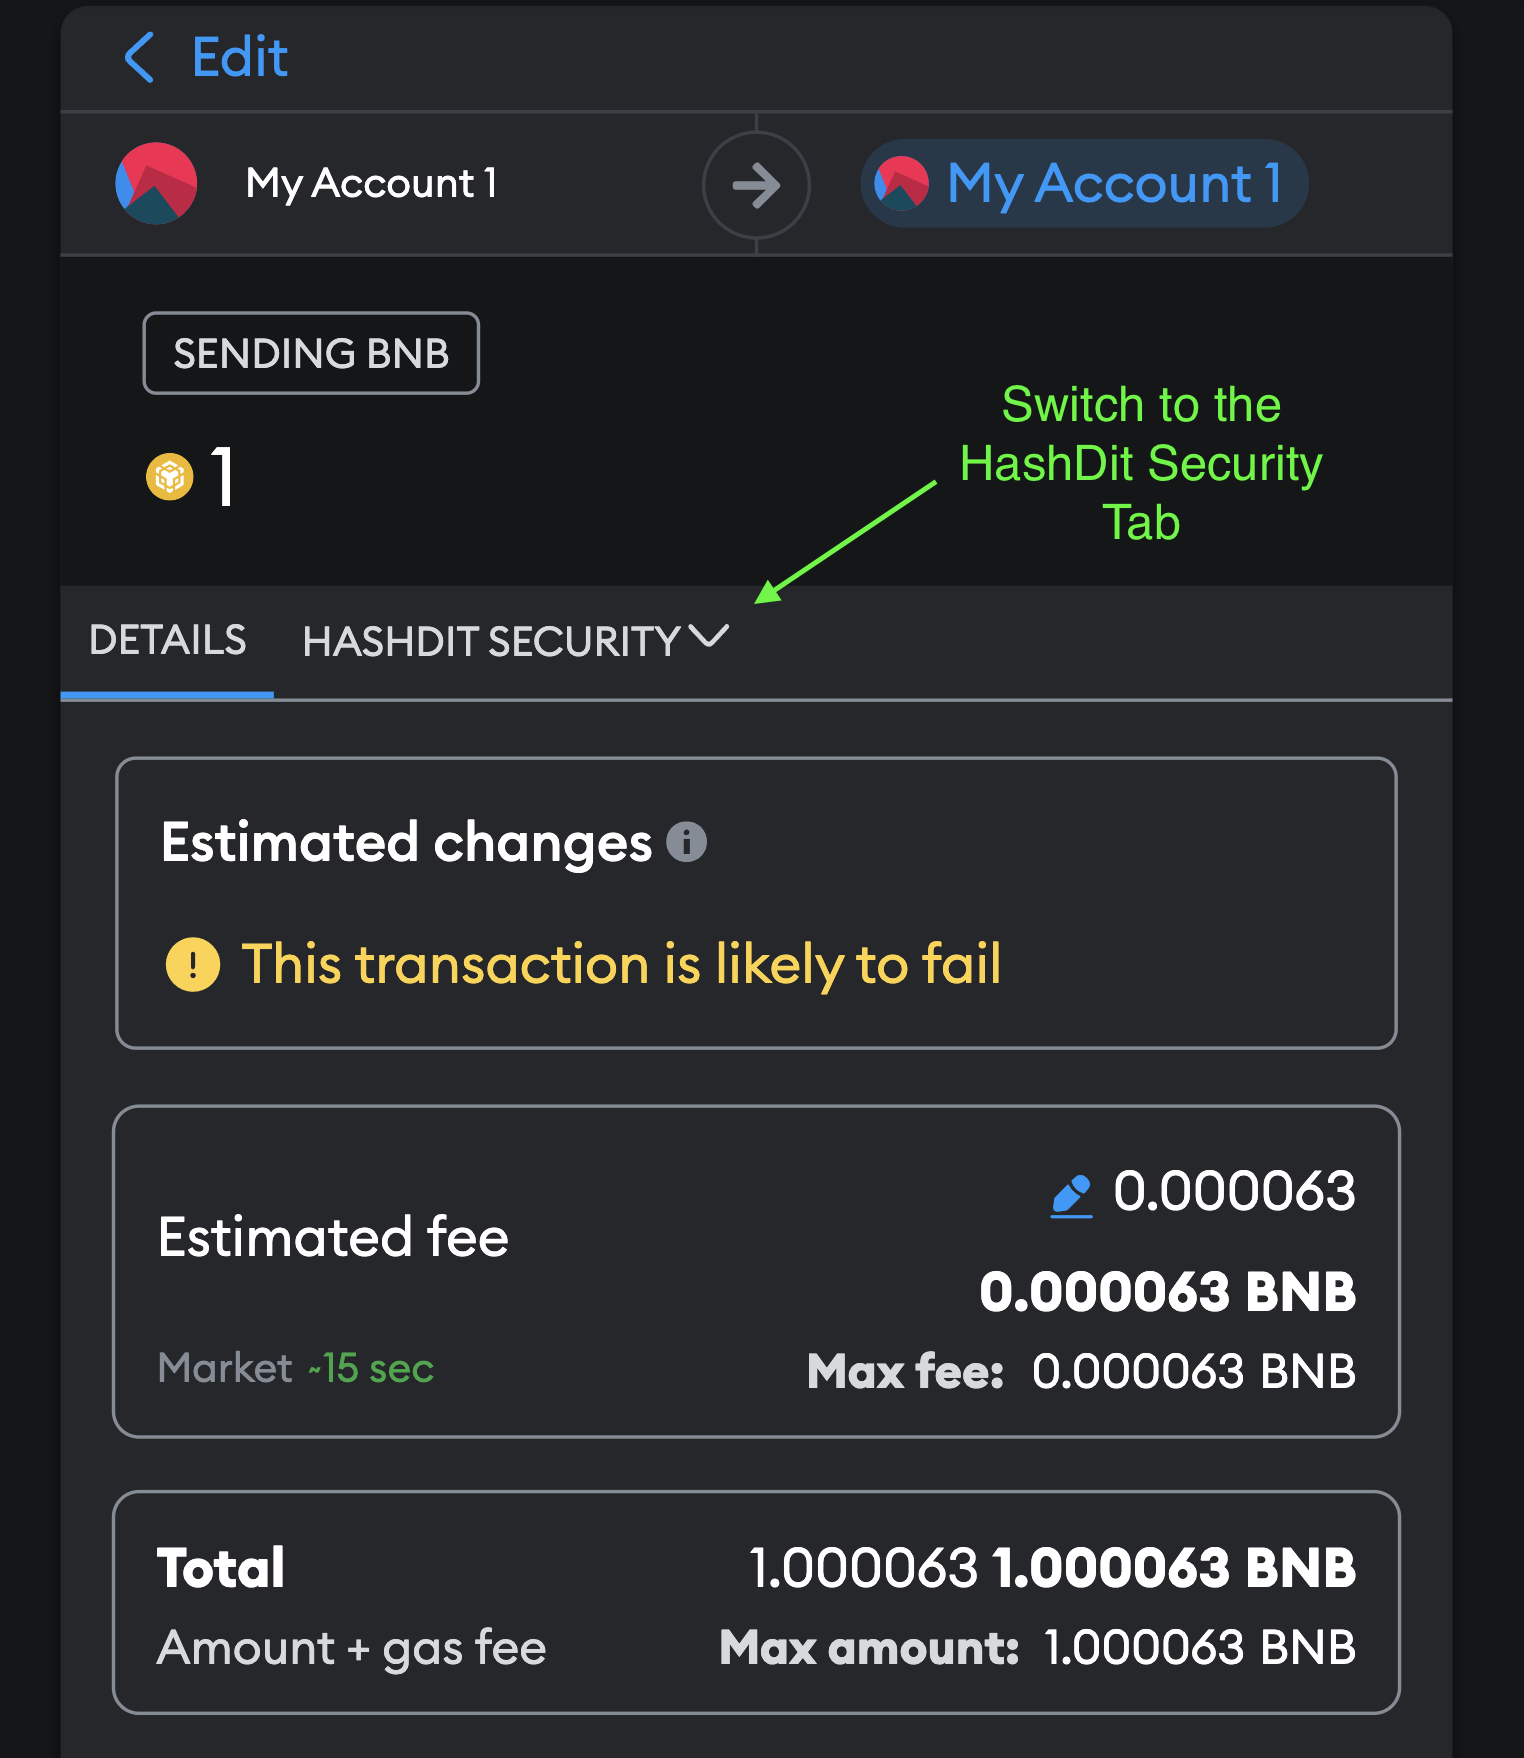 Edit
My Account 1
My Account 1
SENDING BNB
1
Switch to the
HashDit Security
Tab
DETAILS
HASHDIT SECURITY
Estimated changes
This transaction is likely to fail
Estimated fee
0.000063
0.000063 BNB
Market ~15 sec
Max fee: 0.000063 BNB
Total
1.000063 1.000063 BNB
Amount + gas fee
Max amount: 1.000063 BNB